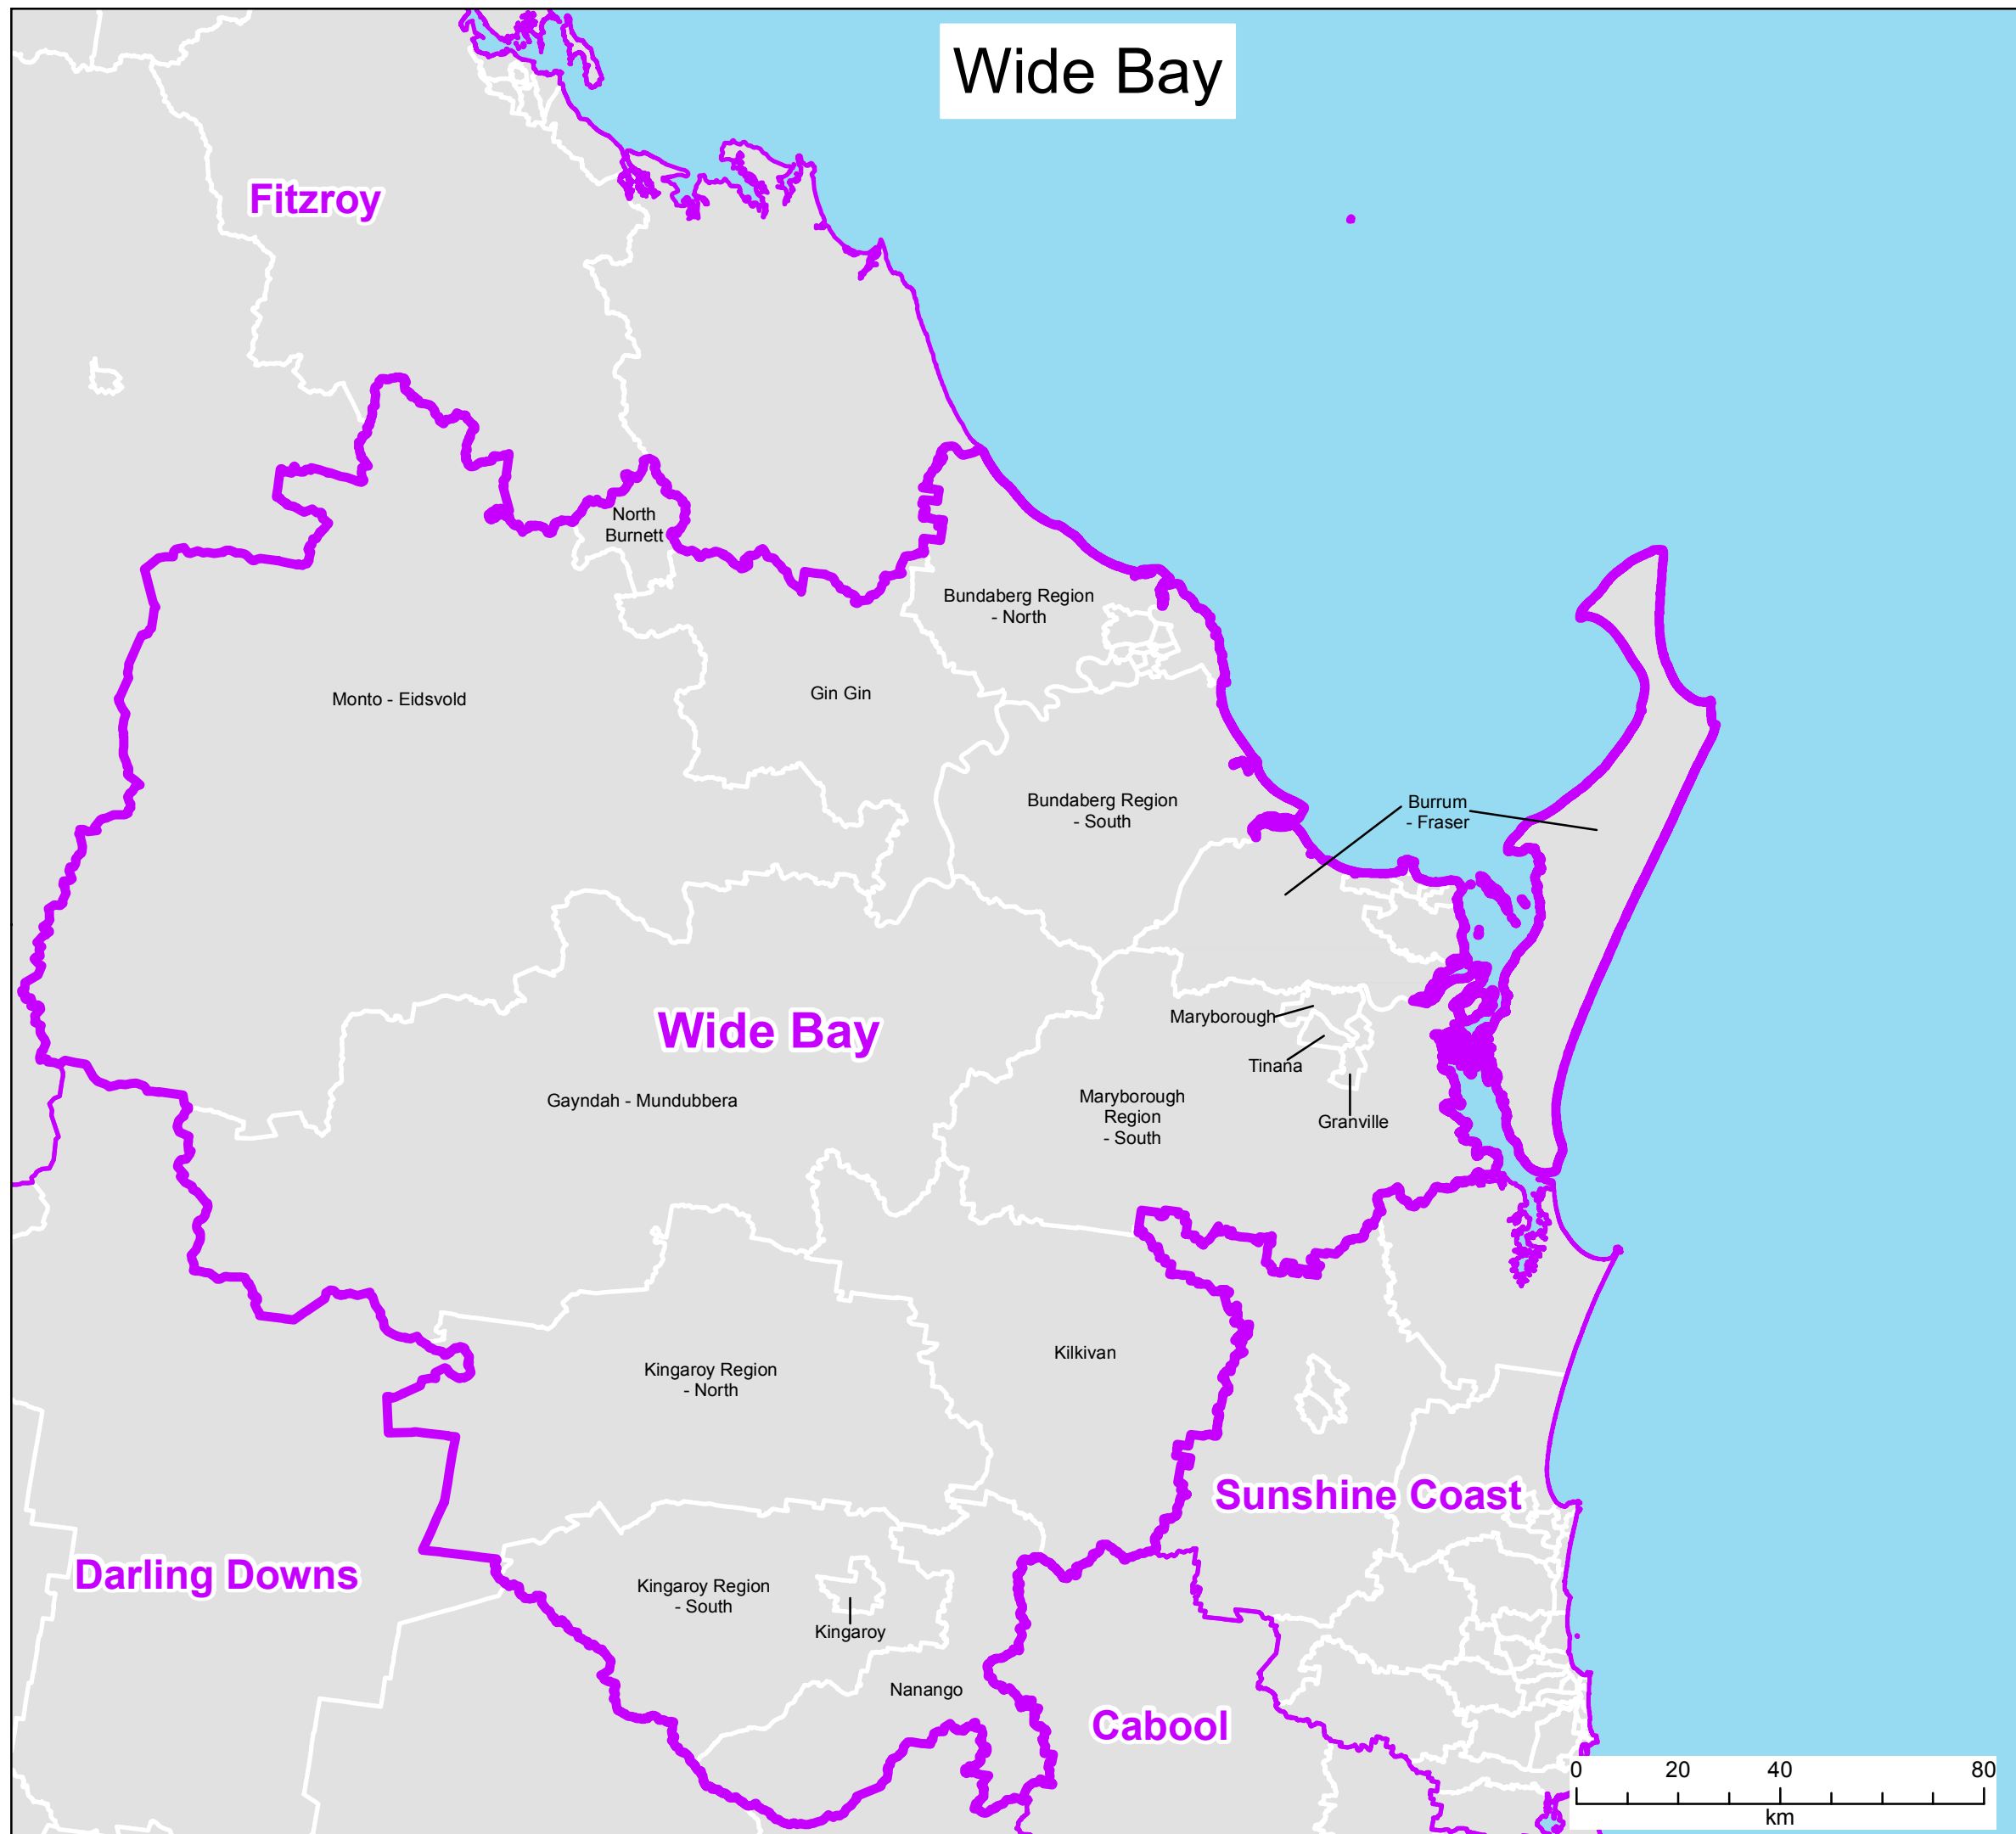 Wide Bay
Fitzroy
North
Burnett
Bundaberg Region
- North
Monto - Eidsvold
Gin Gin
Bundaberg Region
- South
Burrum
- Fraser
Maryborough
Wide Bay
Tinana
Gayndah - Mundubbera
Maryborough
Region
- South
Granville
Kilkivan
Kingaroy Region
- North
Sunshine Coast
Darling Downs
Kingaroy Region
- South
Kingaroy
Nanango
Cabool
0 20 40 80
km